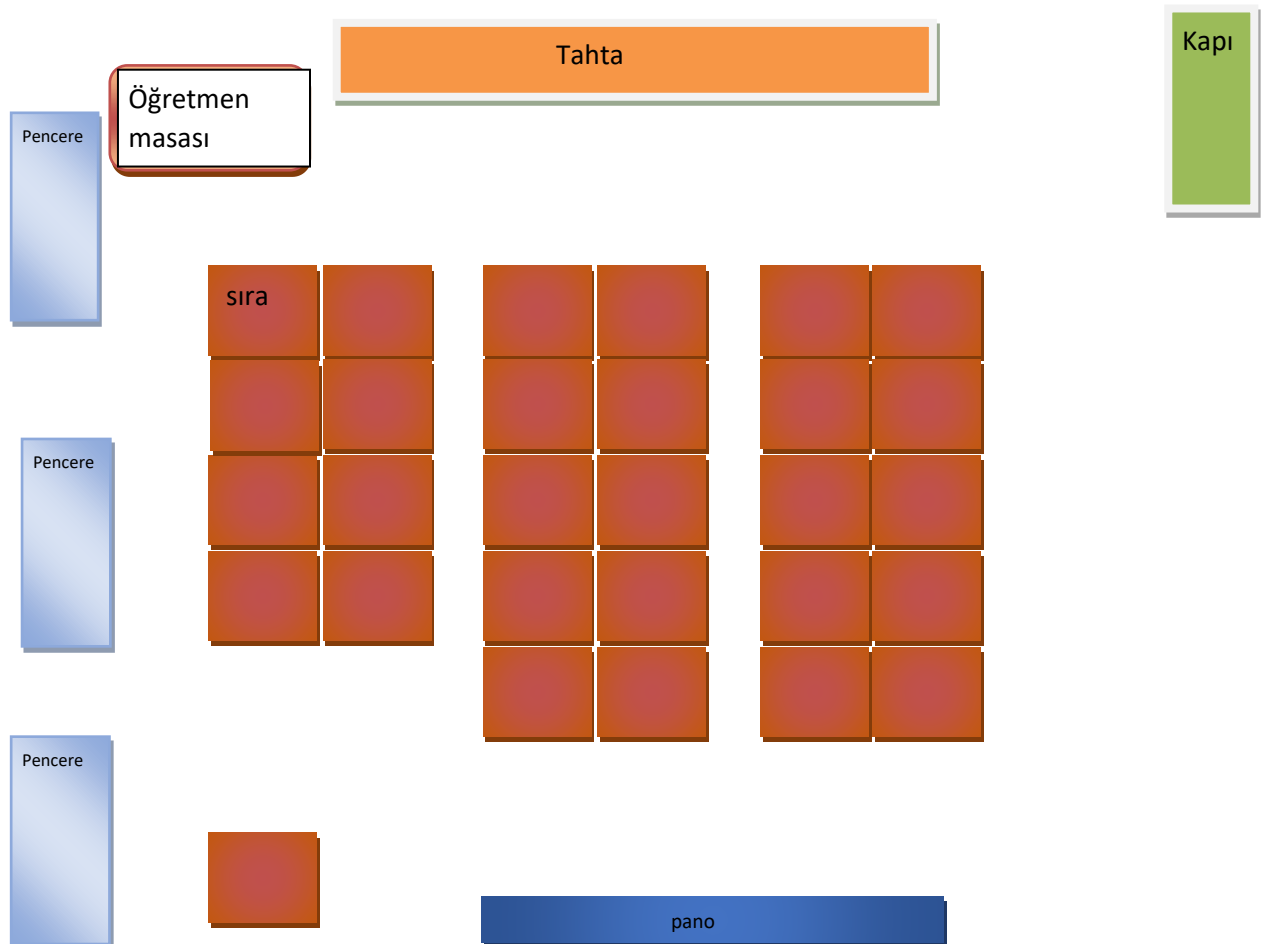 Tahta
Kapı
Öğretmen
masası
Pencere
sıra
Pencere
Pencere
pano